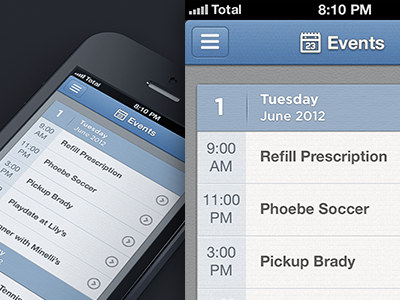 Total
8:10 PM
Events
1
Tuesday
June 2012
9:00
AM
Refill Prescription
11:00
PM
Phoebe Soccer
3:00
PM
Pickup Brady
Playdate at Lily's
Dinner with Minelli's
Total
8:10 PM
23
Events
1
Tuesday
June 2012
9:00
AM
Refill Prescription
11:00
PM
Phoebe Soccer
3:00
PM
Pickup Brady